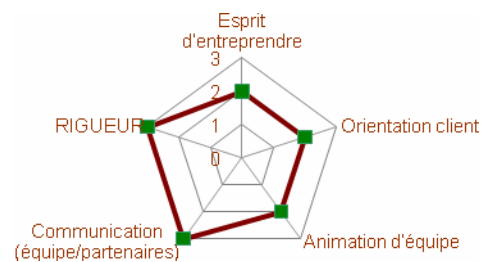 Esprit
d'entreprendre
3
2
RIGUEUR
1
Orientation client
0
Communication
(équipe/partenaires)
Animation d'équipe